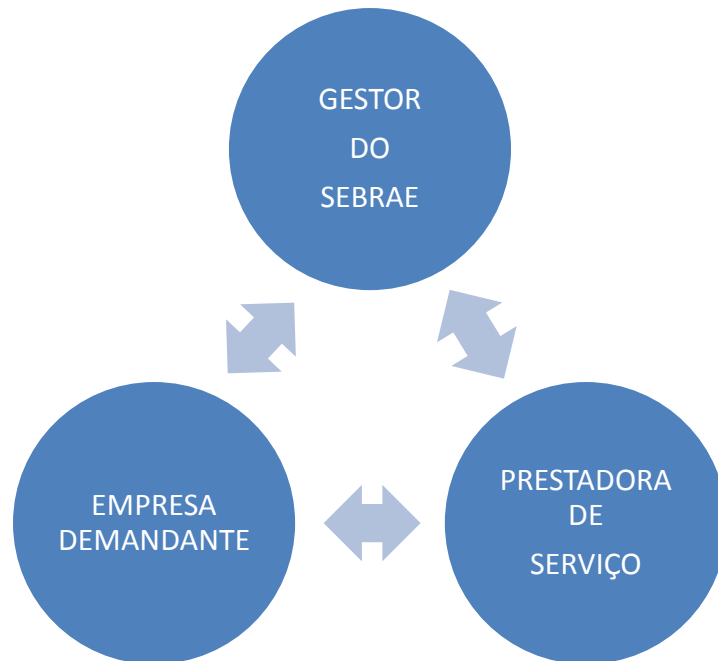 GESTOR
DO
SEBRAE
EMPRESA
DEMANDANTE
PRESTADORA
DE
SERVIÇO